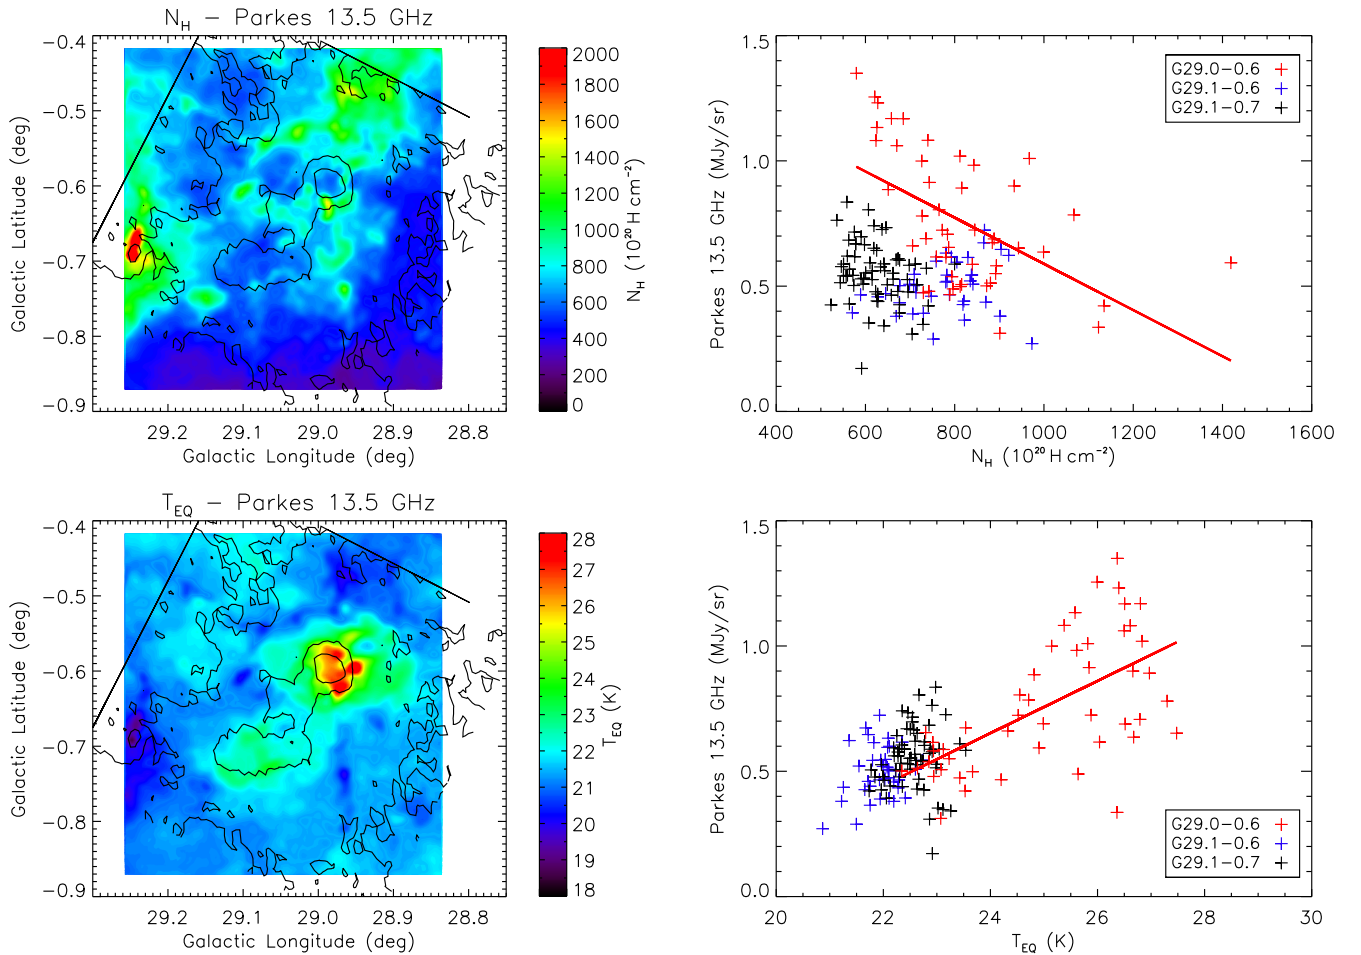 N_H − Parkes 13.5 GHz
−0.4
−0.5
−0.6
−0.7
−0.8
−0.9
Galactic Latitude (deg)
29.2 29.1 29.0 28.9 28.8
Galactic Longitude (deg)
2000
1800
1600
1400
1200
1000
800
600
400
200
0
N_H (10²⁰ H cm⁻²)
1.5
1.0
0.5
0.0
Parkes 13.5 GHz (MJy/sr)
G29.0−0.6
G29.1−0.6
G29.1−0.7
400 600 800 1000 1200 1400 1600
N_H (10²⁰ H cm⁻²)
T_EQ − Parkes 13.5 GHz
−0.4
−0.5
−0.6
−0.7
−0.8
−0.9
Galactic Latitude (deg)
29.2 29.1 29.0 28.9 28.8
Galactic Longitude (deg)
28
27
26
25
24
23
22
21
20
19
18
T_EQ (K)
1.5
1.0
0.5
0.0
Parkes 13.5 GHz (MJy/sr)
G29.0−0.6
G29.1−0.6
G29.1−0.7
20 22 24 26 28 30
T_EQ (K)